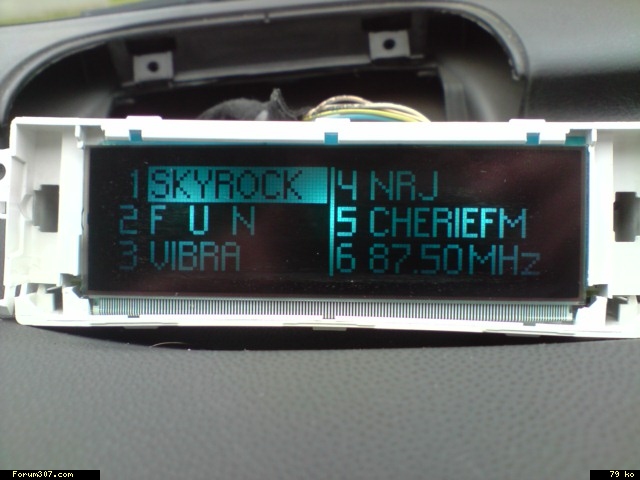 1 SKYROCK
2 F U N
3 VIBRA
4 NRJ
5 CHERIEFM
6 87.50MHz
Forum307.com
79 ko